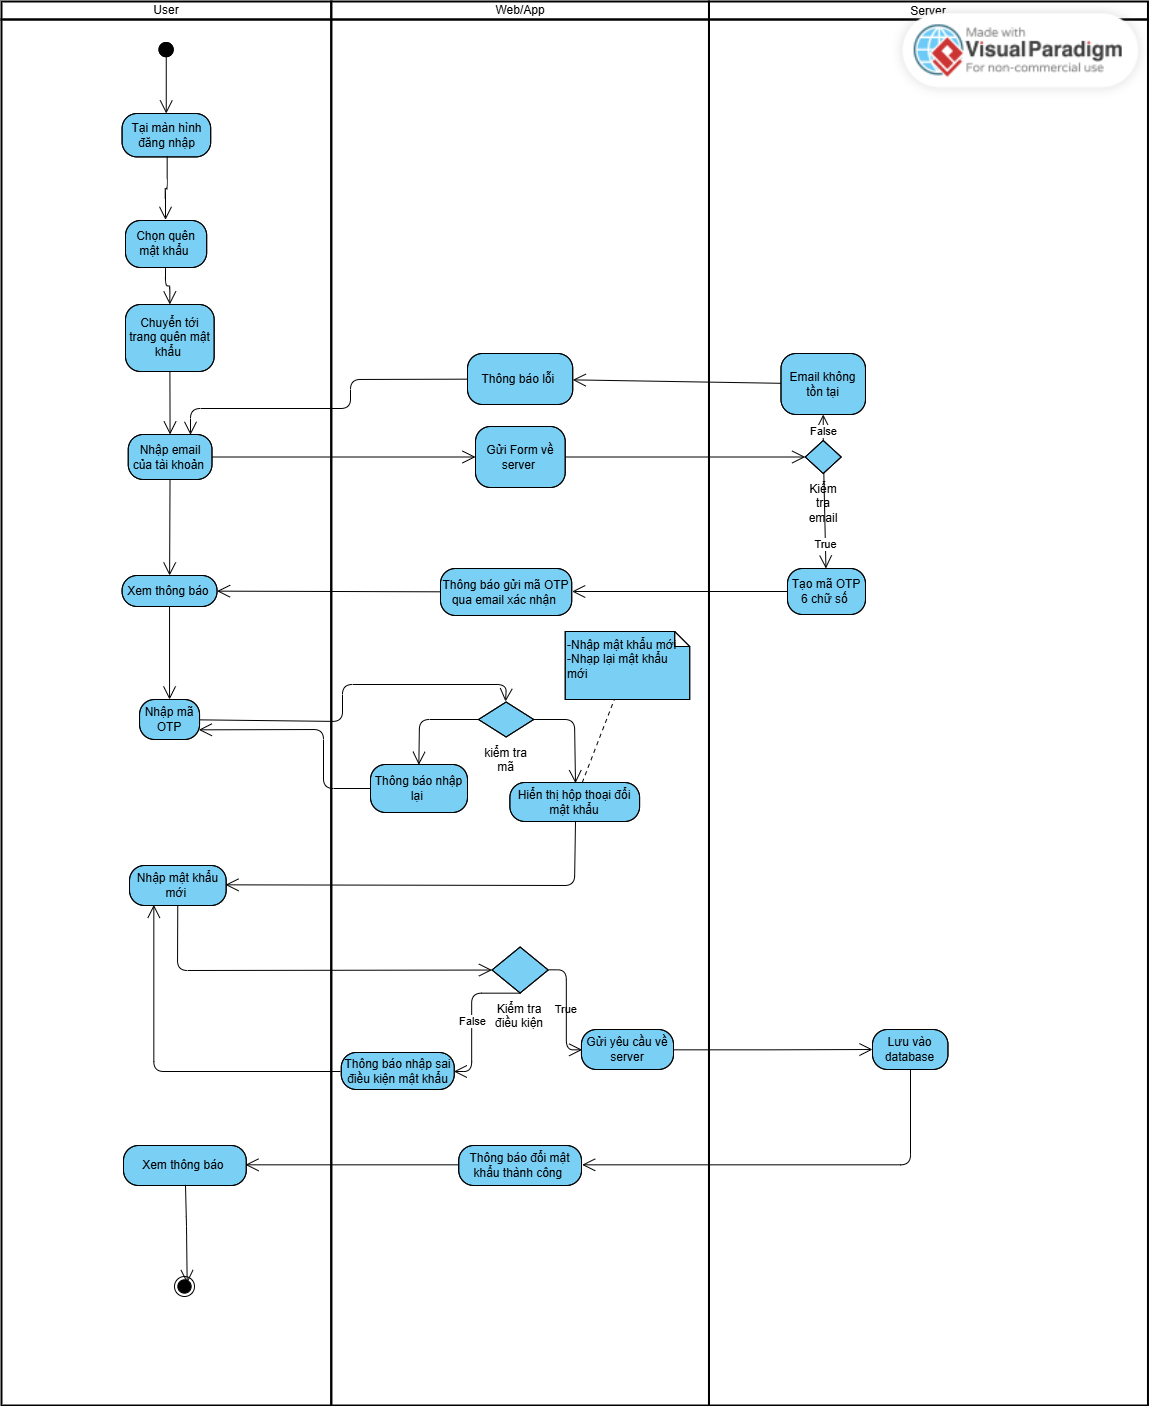 User
Web/App
Server
Made with
Visual Paradigm
For non-commercial use
Tại màn hình
đăng nhập
Chọn quên
mật khẩu
Chuyển tới
trang quên mật
khẩu
Thông báo lỗi
Email không
tồn tại
False
Nhập email
của tài khoản
Gửi Form về
server
Kiểm
tra
email
True
Xem thông báo
Thông báo gửi mã OTP
qua email xác nhận
Tạo mã OTP
6 chữ số
-Nhập mật khẩu mới
-Nhạp lại mật khẩu
mới
Nhập mã
OTP
kiểm tra
mã
Thông báo nhập
lại
Hiển thị hộp thoại đổi
mật khẩu
Nhập mật khẩu
mới
Kiểm tra
điều kiện
True
False
Gửi yêu cầu về
server
Lưu vào
database
Thông báo nhập sai
điều kiện mật khẩu
Xem thông báo
Thông báo đổi mật
khẩu thành công